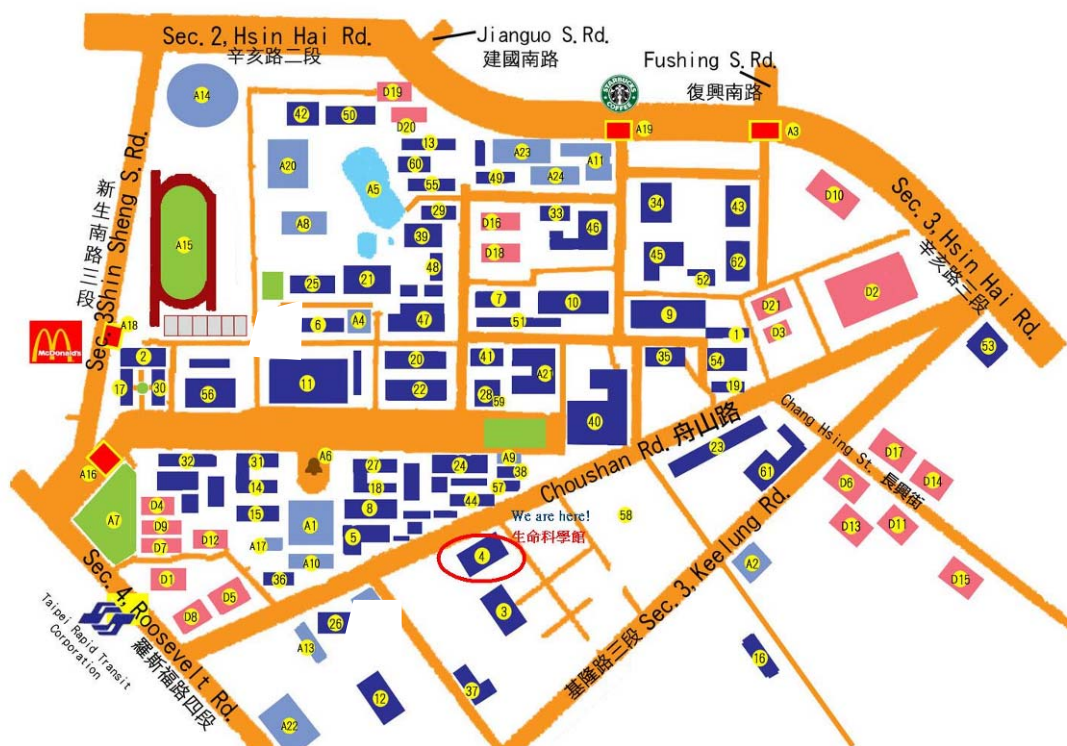 Sec. 2, Hsin Hai Rd.
辛亥路二段
Jianguo S. Rd.
建國南路
Fushing S. Rd.
復興南路
STARBUCKS
COFFEE
A19
A3
Sec. 3, Hsin Hai Rd.
辛亥路三段
Sec. 3Shin Sheng S. Rd.
新生南路三段
A14
D19
42
50
D20
13
A23
A11
A20
60
A24
A5
55
49
D10
29
D16
33
34
43
A8
39
46
A15
D18
45
62
48
52
25
21
D2
7
10
D21
6
A4
47
51
9
1
D3
A18
McDonald's
2
20
41
A21
35
54
53
17
30
56
11
22
28
59
19
40
Choushan Rd. 舟山路
Chang Hsing St. 長興街
23
61
A16
32
31
A6
27
24
A9
38
D17
14
18
57
D6
D14
A7
D4
15
A1
8
44
We are here!
生命科學館
58
D9
D13
D11
D7
D12
A17
5
4
A10
A2
D1
36
D15
D5
3
D8
26
Sec. 3, Keelung Rd.
基隆路三段
A13
16
12
37
A22
Sec. 4, Roosevelt Rd.
羅斯福路四段
Taipei Rapid Transit
Corporation